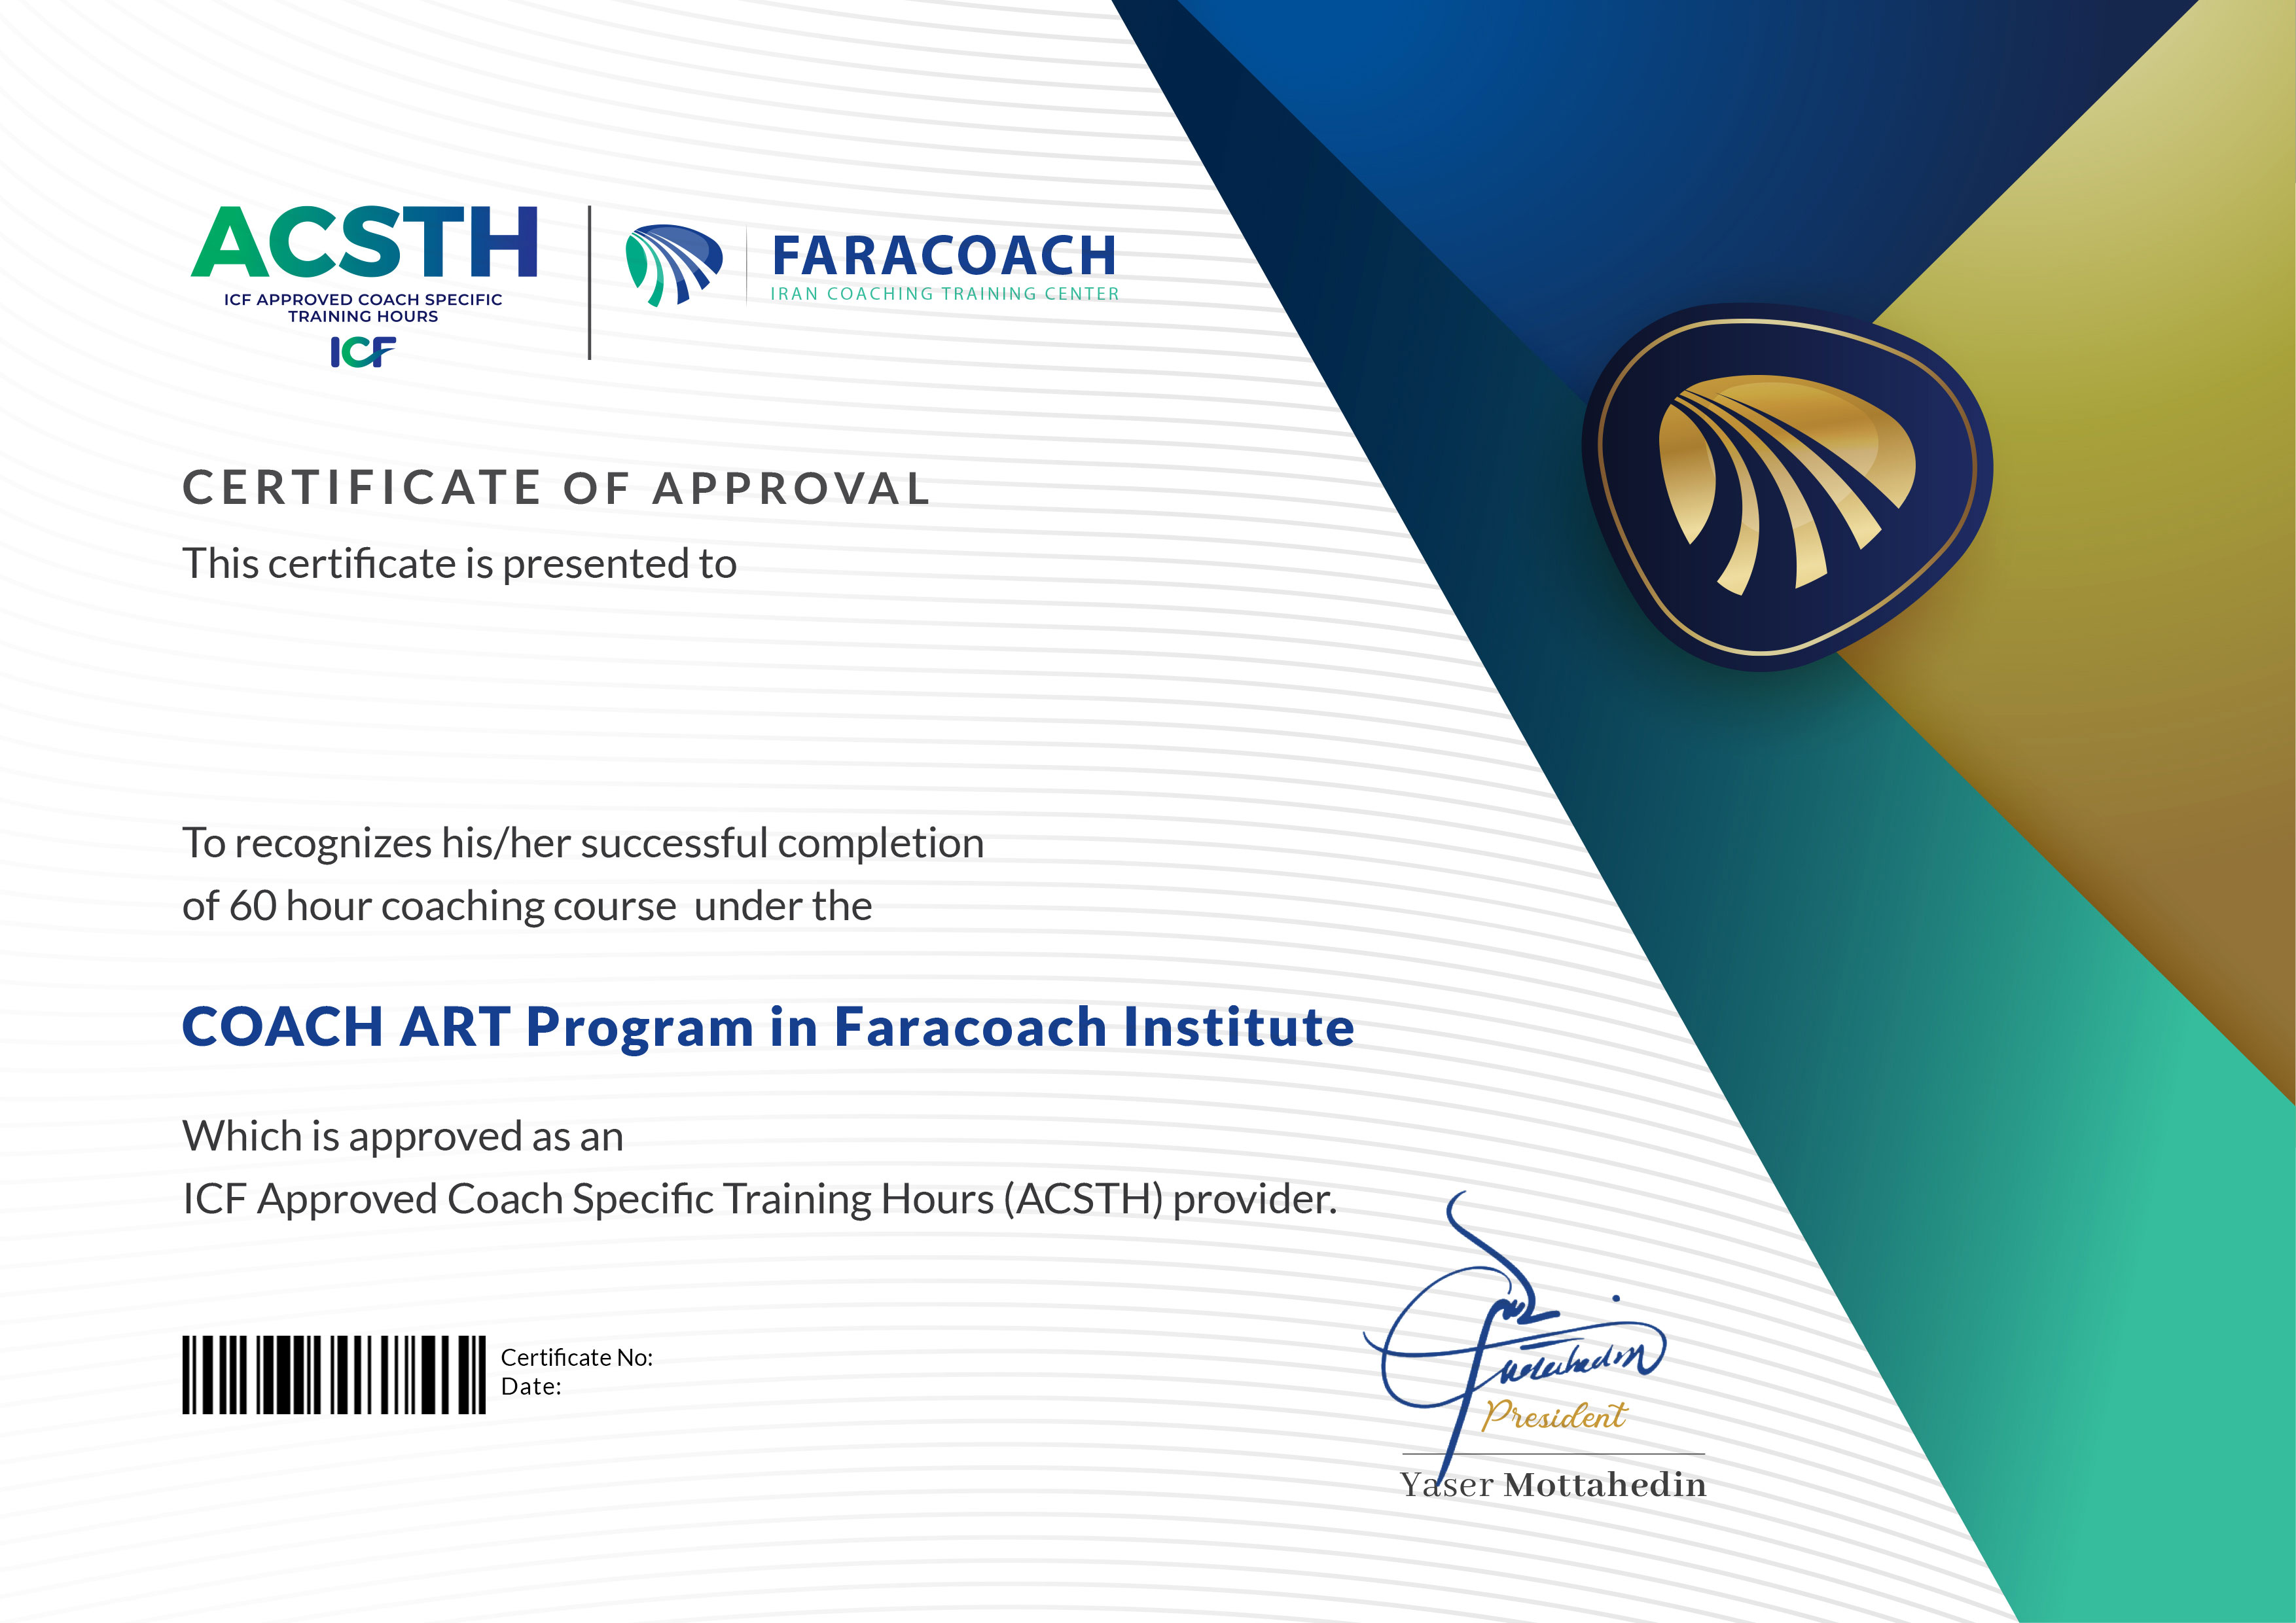 ACSTH
ICF APPROVED COACH SPECIFIC
TRAINING HOURS
ICF
FARACOACH
IRAN COACHING TRAINING CENTER
CERTIFICATE OF APPROVAL
This certificate is presented to
To recognizes his/her successful completion
of 60 hour coaching course under the
COACH ART Program in Faracoach Institute
Which is approved as an
ICF Approved Coach Specific Training Hours (ACSTH) provider.
Certificate No:
Date:
President
Yaser Mottahedin